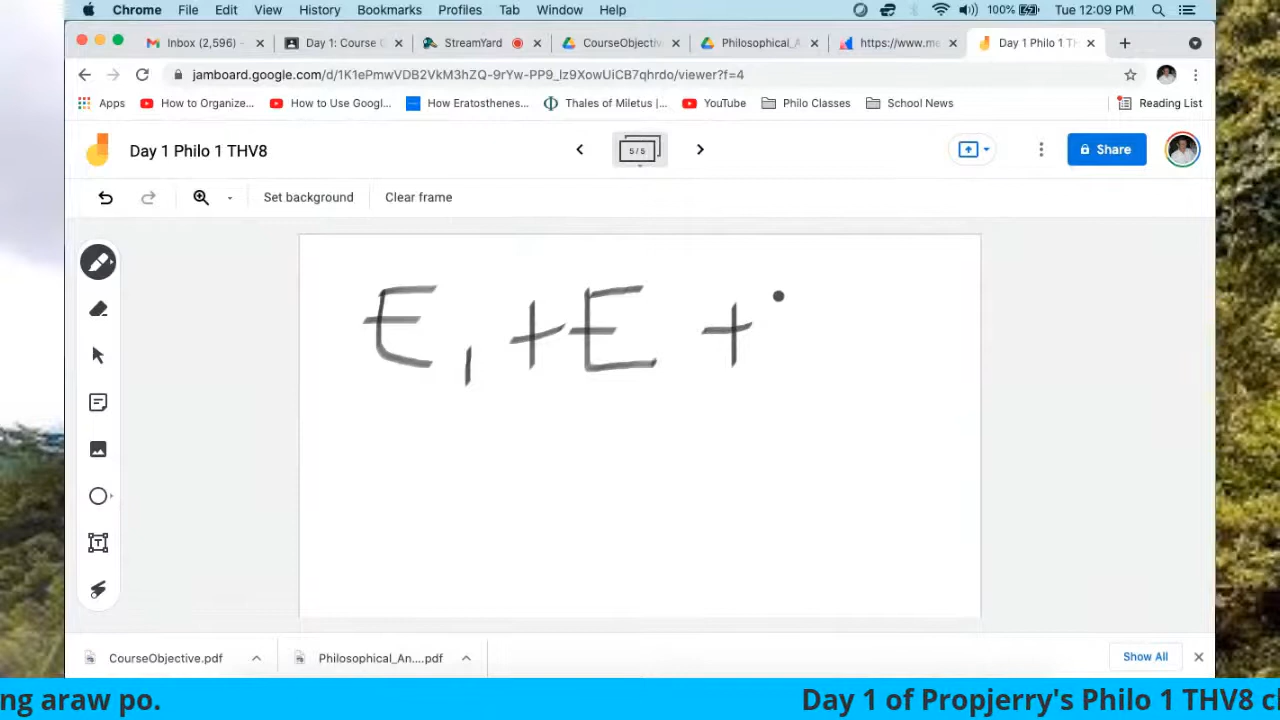 Chrome File Edit View History Bookmarks Profiles Tab Window Help 100% Tue 12:09 PM
Inbox (2,596) - Day 1: Course StreamYard CourseObjectiv Philosophical_A https://www.me Day 1 Philo 1 TH
jamboard.google.com/d/1K1ePmwVDB2VkM3hZQ-9rYw-PP9_lz9XowUiCB7qhrdo/viewer?f=4
Apps How to Organize... How to Use Googl... How Eratosthenes... Thales of Miletus |... YouTube Philo Classes School News Reading List
Day 1 Philo 1 THV8 5/5 Share
Set background Clear frame
E1 + E +
CourseObjective.pdf Philosophical_An....pdf Show All
ng araw po. Day 1 of Propjerry's Philo 1 THV8 c